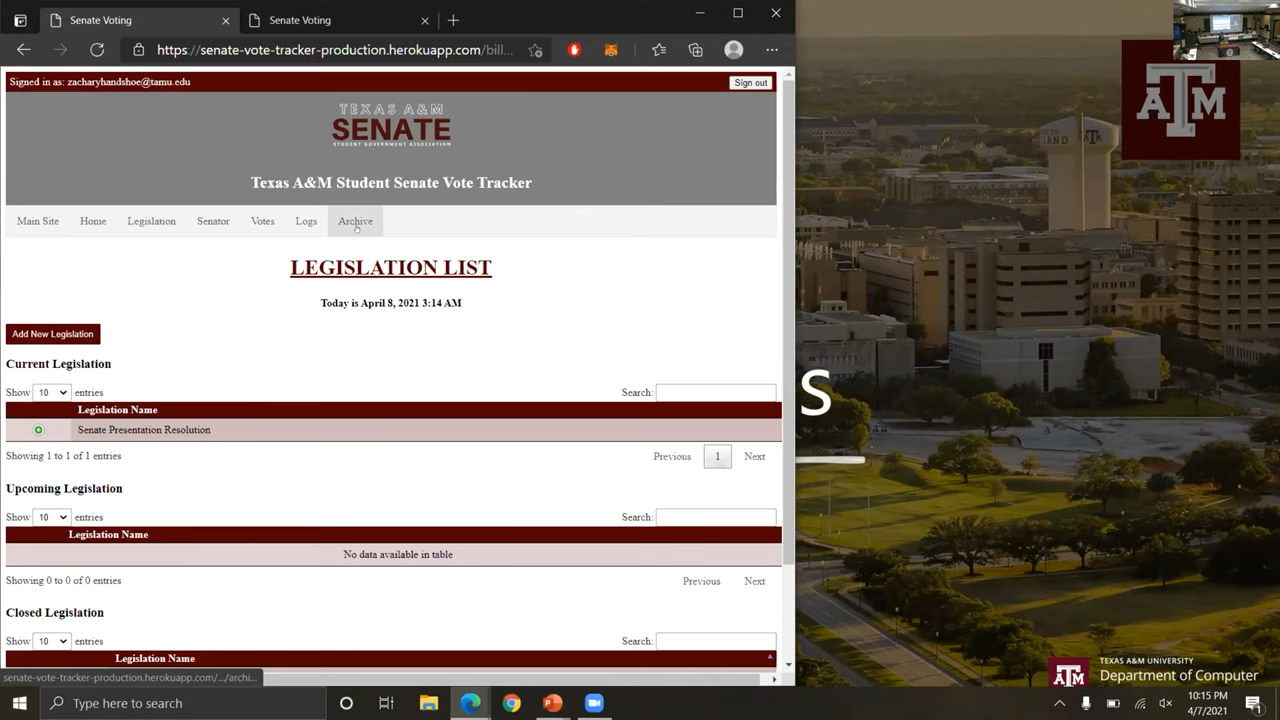 Senate Voting
Senate Voting
https://senate-vote-tracker-production.herokuapp.com/bill...
Signed in as: zacharyhandshoe@tamu.edu
Sign out
TEXAS A&M
SENATE
STUDENT GOVERNMENT ASSOCIATION
Texas A&M Student Senate Vote Tracker
Main Site Home Legislation Senator Votes Logs Archive
LEGISLATION LIST
Today is April 8, 2021 3:14 AM
Add New Legislation
Current Legislation
Show 10 entries Search:
Legislation Name
Senate Presentation Resolution
Showing 1 to 1 of 1 entries Previous 1 Next
Upcoming Legislation
Show 10 entries Search:
Legislation Name
No data available in table
Showing 0 to 0 of 0 entries Previous Next
Closed Legislation
Show 10 entries Search:
Legislation Name
senate-vote-tracker-production.herokuapp.com/.../archi...
ATM
s
ATM
TEXAS A&M UNIVERSITY
Department of Computer
Type here to search
10:15 PM
4/7/2021
1